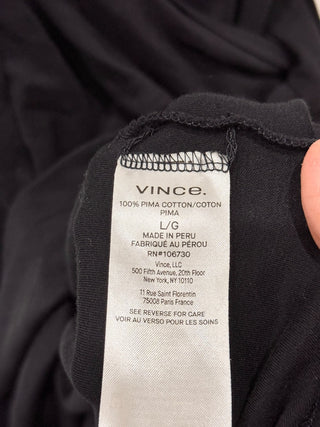 VINCE.
100% PIMA COTTON/COTON
PIMA
L/G
MADE IN PERU
FABRIQUÉ AU PÉROU
RN#106730
Vince, LLC
500 Fifth Avenue, 20th Floor
New York, NY 10110
11 Rue Saint Florentin
75008 Paris France
SEE REVERSE FOR CARE
VOIR AU VERSO POUR LES SOINS